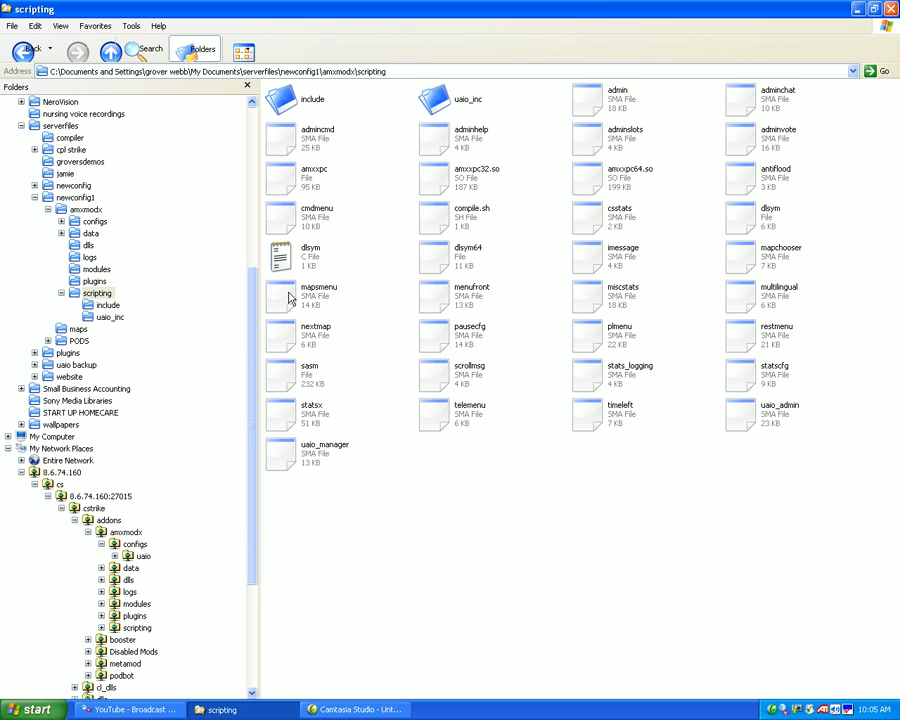 scripting
File Edit View Favorites Tools Help
Back Search Folders
Address C:\Documents and Settings\grover webb\My Documents\serverfiles\newconfig1\amxmodx\scripting Go
Folders
NeroVision
nursing voice recordings
serverfiles
compiler
cpl strike
groversdemos
jamie
newconfig
newconfig1
amxmodx
configs
data
dlls
logs
modules
plugins
scripting
include
uaio_inc
maps
PODS
plugins
uaio backup
website
Small Business Accounting
Sony Media Libraries
START UP HOMECARE
wallpapers
My Computer
My Network Places
Entire Network
8.6.74.160
cs
8.6.74.160:27015
cstrike
addons
amxmodx
configs
uaio
data
dlls
logs
modules
plugins
scripting
booster
Disabled Mods
metamod
podbot
cl_dlls
include
uaio_inc
admin
SMA File
18 KB
adminchat
SMA File
10 KB
admincmd
SMA File
25 KB
adminhelp
SMA File
4 KB
adminslots
SMA File
4 KB
adminvote
SMA File
16 KB
amxxpc
File
95 KB
amxxpc32.so
SO File
187 KB
amxxpc64.so
SO File
199 KB
antiflood
SMA File
3 KB
cmdmenu
SMA File
10 KB
compile.sh
SH File
1 KB
csstats
SMA File
2 KB
dlsym
File
6 KB
dlsym
C File
1 KB
dlsym64
File
11 KB
imessage
SMA File
4 KB
mapchooser
SMA File
7 KB
mapsmenu
SMA File
14 KB
menufront
SMA File
13 KB
miscstats
SMA File
18 KB
multilingual
SMA File
6 KB
nextmap
SMA File
6 KB
pausecfg
SMA File
14 KB
plmenu
SMA File
22 KB
restmenu
SMA File
21 KB
sasm
File
232 KB
scrollmsg
SMA File
4 KB
stats_logging
SMA File
4 KB
statscfg
SMA File
9 KB
statsx
SMA File
51 KB
telemenu
SMA File
6 KB
timeleft
SMA File
7 KB
uaio_admin
SMA File
23 KB
uaio_manager
SMA File
13 KB
start YouTube - Broadcast ... scripting Camtasia Studio - Unt... 10:05 AM